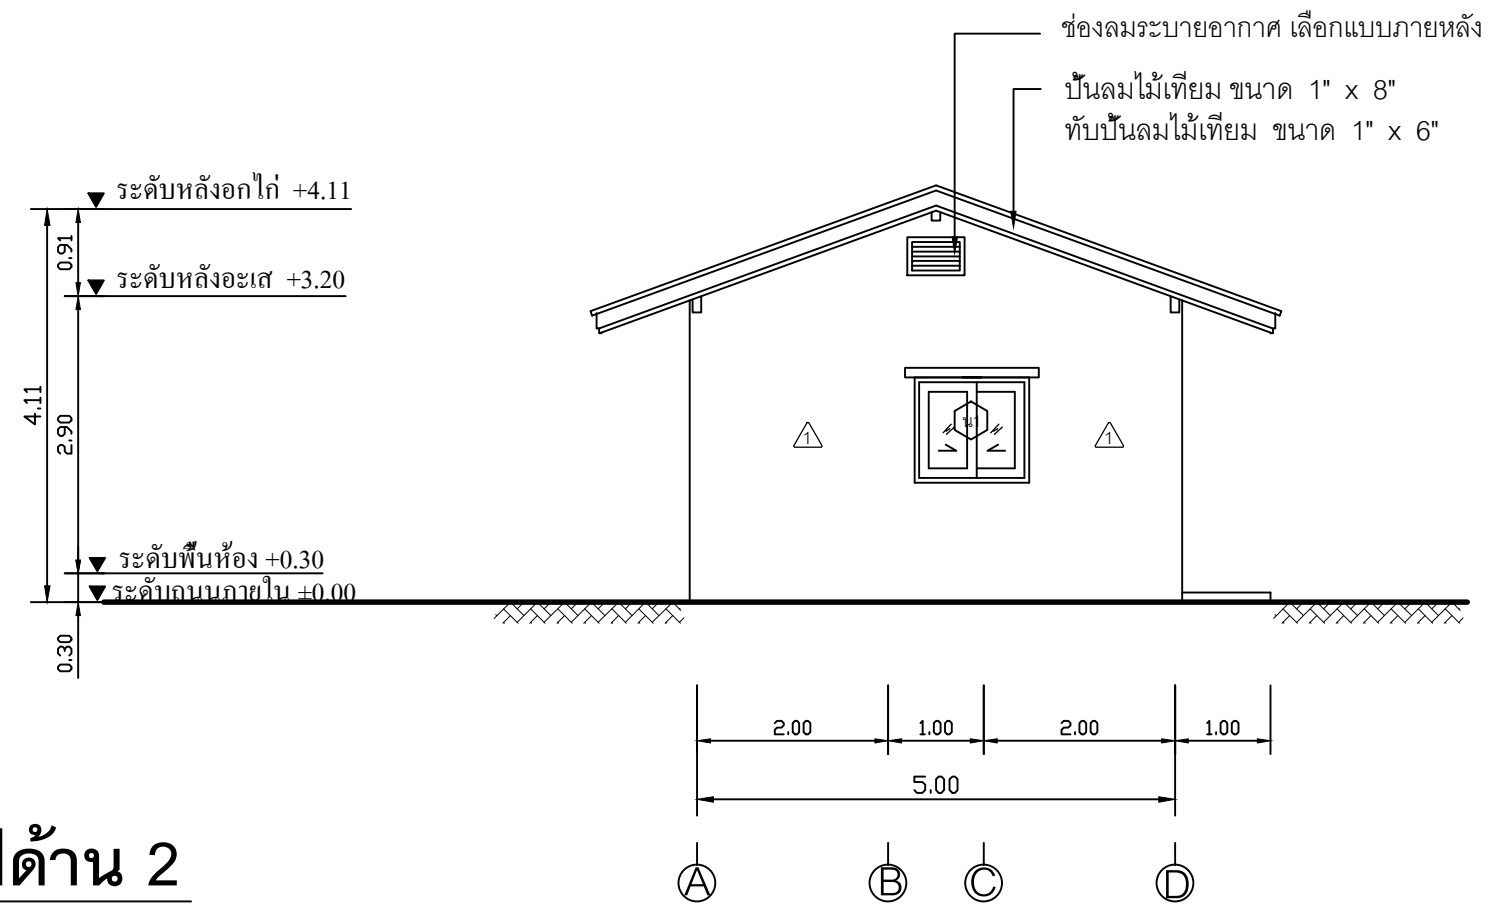 ช่องลมระบายอากาศ เลือกแบบภายหลัง
ปั้นลมไม้เทียม ขนาด 1" x 8"
ทับปั้นลมไม้เทียม ขนาด 1" x 6"
ระดับหลังอกไก่ +4.11
0.91
ระดับหลังอะเส +3.20
4.11
2.90
น1
1
1
ระดับพื้นห้อง +0.30
ระดับถนนภายใน ±0.00
0.30
2.00 1.00 2.00 1.00
5.00
ด้าน 2
A B C D